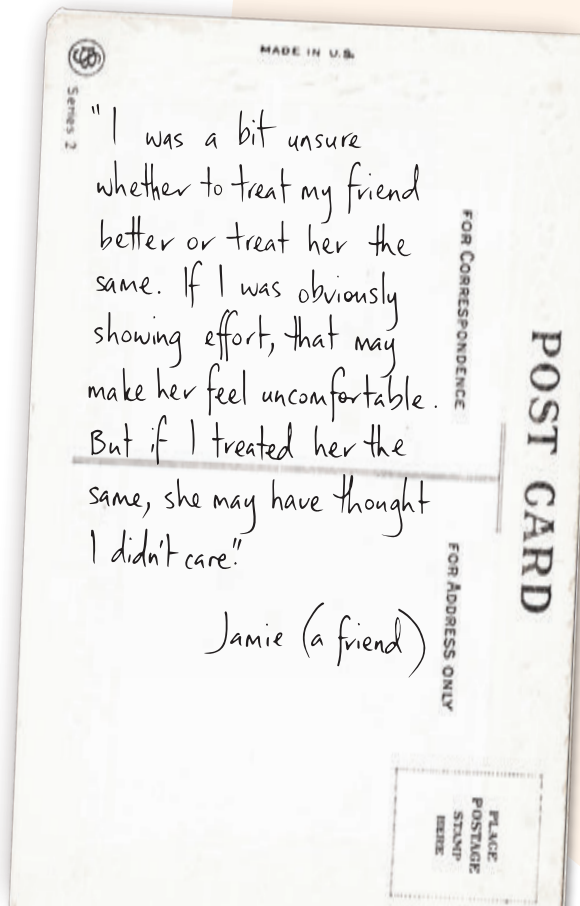 MADE IN U.S.
Series 2
"I was a bit unsure
whether to treat my friend
better or treat her the
same. If I was obviously
showing effort, that may
make her feel uncomfortable.
But if I treated her the
same, she may have thought
I didn't care."
Jamie (a friend)
FOR CORRESPONDENCE
POST CARD
FOR ADDRESS ONLY
PLACE
POSTAGE
STAMP
HERE